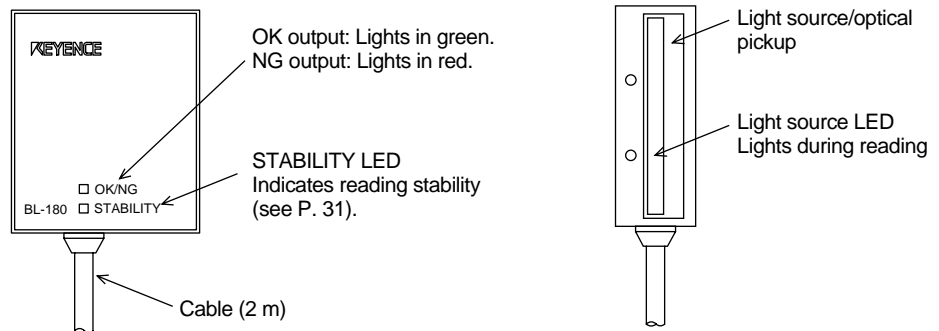 KEYENCE
OK output: Lights in green.
NG output: Lights in red.
STABILITY LED
Indicates reading stability
(see P. 31).
OK/NG
BL-180 STABILITY
Cable (2 m)
Light source/optical
pickup
Light source LED
Lights during reading